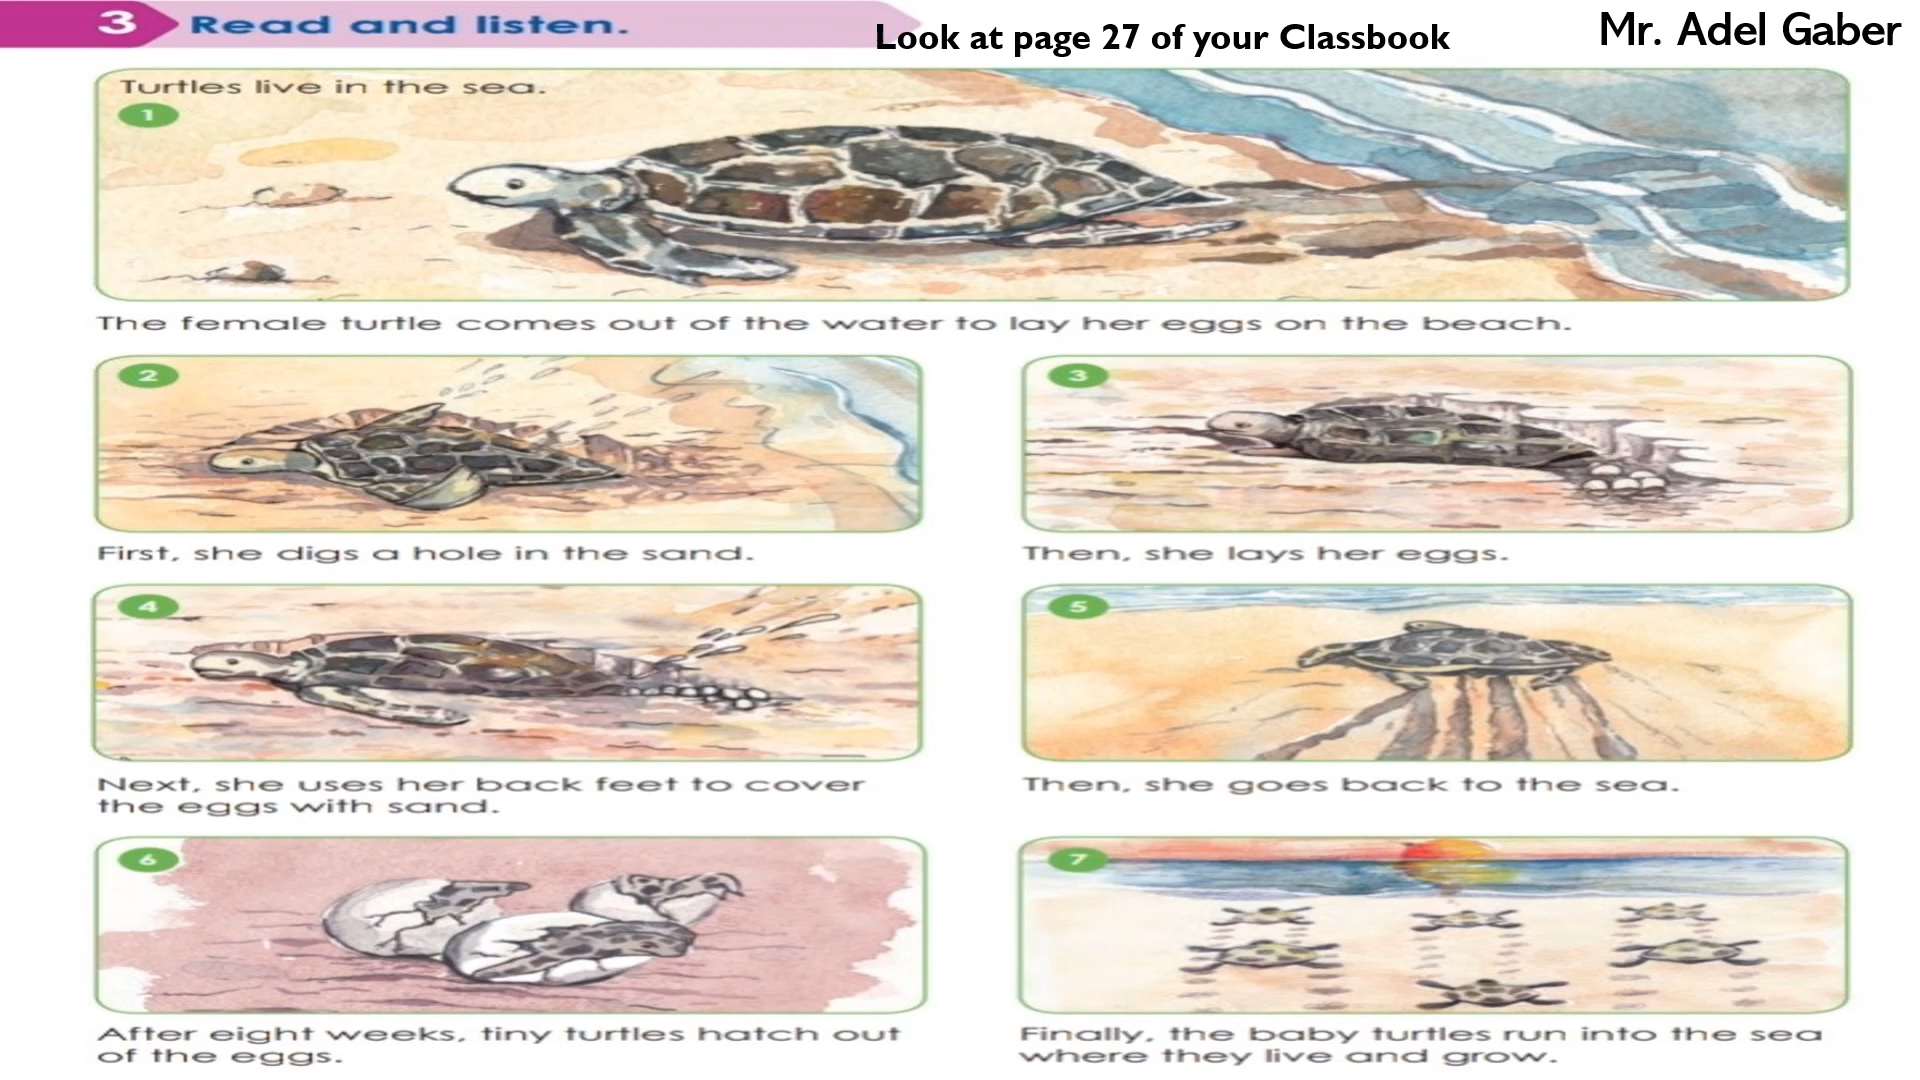 3 Read and listen.
Look at page 27 of your Classbook
Mr. Adel Gaber
Turtles live in the sea.
1
The female turtle comes out of the water to lay her eggs on the beach.
2
First, she digs a hole in the sand.
3
Then, she lays her eggs.
4
Next, she uses her back feet to cover
the eggs with sand.
5
Then, she goes back to the sea.
6
After eight weeks, tiny turtles hatch out
of the eggs.
7
Finally, the baby turtles run into the sea
where they live and grow.